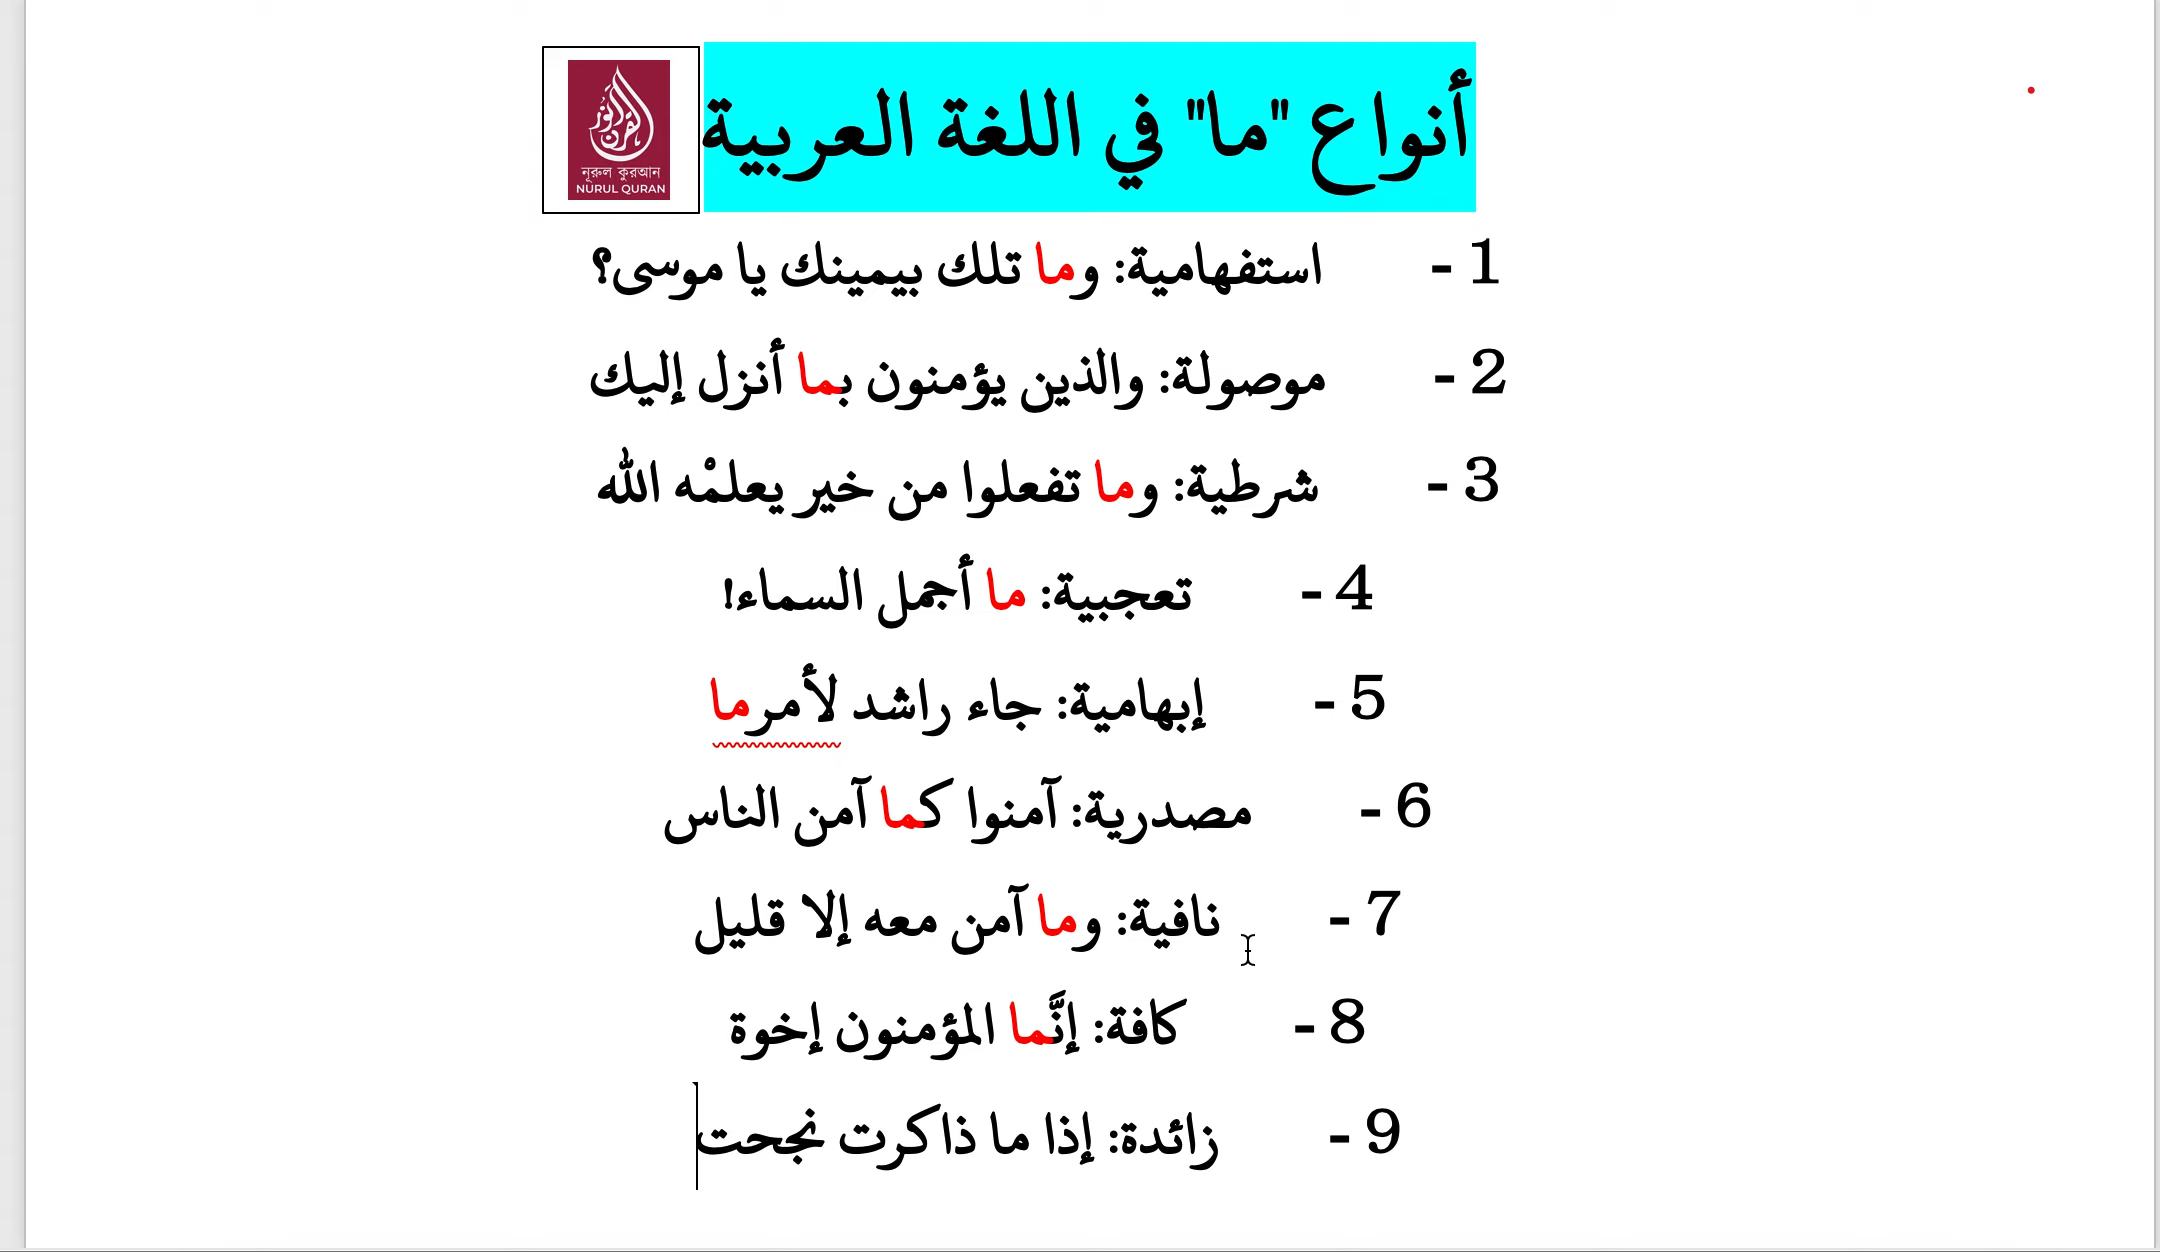 أنواع "ما" في اللغة العربية
القرآن نور
নূরুল কুরআন
NURUL QURAN
1- استفهامية: وما تلك بيمينك يا موسى؟
2- موصولة: والذين يؤمنون بما أنزل إليك
3- شرطية: وما تفعلوا من خير يعلمْه الله
4- تعجبية: ما أجمل السماء!
5- إبهامية: جاء راشد لأمرما
6- مصدرية: آمنوا كما آمن الناس
7- نافية: وما آمن معه إلا قليل
8- كافة: إنَّما المؤمنون إخوة
9- زائدة: إذا ما ذاكرت نجحت